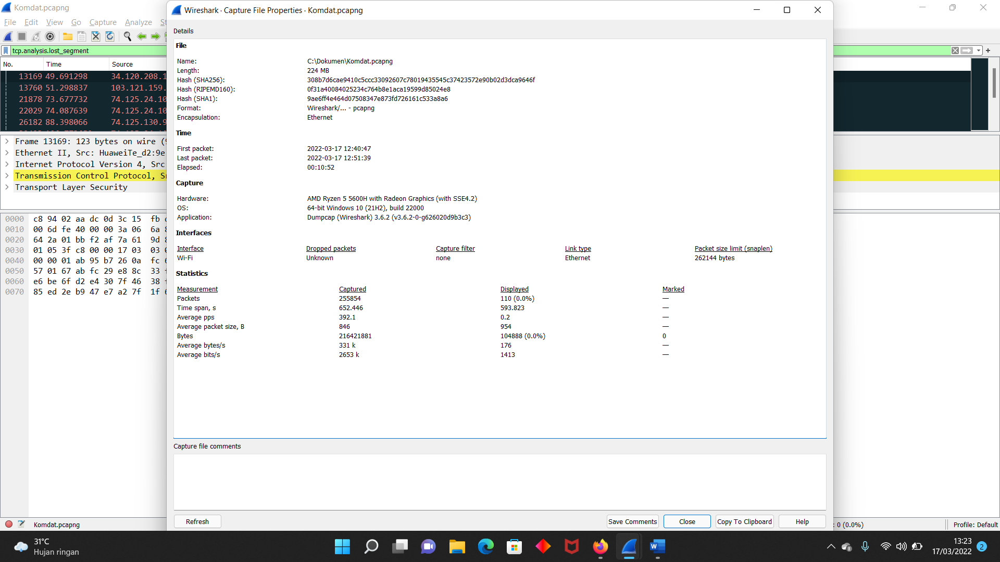 Komdat.pcapng
File Edit View Go Capture Analyze St
tcp.analysis.lost_segment
No. Time Source
13169 49.691298 34.120.208.1
13760 51.298837 103.121.159.
21878 73.677732 74.125.24.10
22029 74.087639 74.125.24.10
26182 88.398066 74.125.130.9
Frame 13169: 123 bytes on wire (9
Ethernet II, Src: HuaweiTe_d2:9e
Internet Protocol Version 4, Src
Transmission Control Protocol, Sr
Transport Layer Security
0000 c8 94 02 aa dc 0d 3c 15 fb
0010 00 6d fe 40 00 00 3a 06 6a
0020 64 2a 01 bb f2 af 7a 61 9d
0030 01 05 3f c8 00 00 17 03 03
0040 00 00 01 ab 95 b7 26 0a fc
0050 57 01 67 ab fc 29 e8 8c 33
0060 e6 be 6f d2 e4 30 7f 46 38
0070 85 ed 2e b9 47 e7 a2 7f 1f
Wireshark · Capture File Properties · Komdat.pcapng
Details
File
Name: C:\Dokumen\Komdat.pcapng
Length: 224 MB
Hash (SHA256): 308b7d6cae9410c5ccc33092607c78019435545c37423572e90b02d3dca9646f
Hash (RIPEMD160): 0f31a40084025234c764b8e1aca19599d85024e8
Hash (SHA1): 9ae6ff4e464d07508347e873fd726161c533a8a6
Format: Wireshark/... - pcapng
Encapsulation: Ethernet
Time
First packet: 2022-03-17 12:40:47
Last packet: 2022-03-17 12:51:39
Elapsed: 00:10:52
Capture
Hardware: AMD Ryzen 5 5600H with Radeon Graphics (with SSE4.2)
OS: 64-bit Windows 10 (21H2), build 22000
Application: Dumpcap (Wireshark) 3.6.2 (v3.6.2-0-g626020d9b3c3)
Interfaces
Interface Dropped packets Capture filter Link type Packet size limit (snaplen)
Wi-Fi Unknown none Ethernet 262144 bytes
Statistics
Measurement Captured Displayed Marked
Packets 255854 110 (0.0%) —
Time span, s 652.446 593.823 —
Average pps 392.1 0.2 —
Average packet size, B 846 954 —
Bytes 216421881 104888 (0.0%) 0
Average bytes/s 331 k 176 —
Average bits/s 2653 k 1413 —
Capture file comments
Refresh Save Comments Close Copy To Clipboard Help
Komdat.pcapng : 0 (0.0%) Profile: Default
31°C
Hujan ringan
13:23
17/03/2022
2